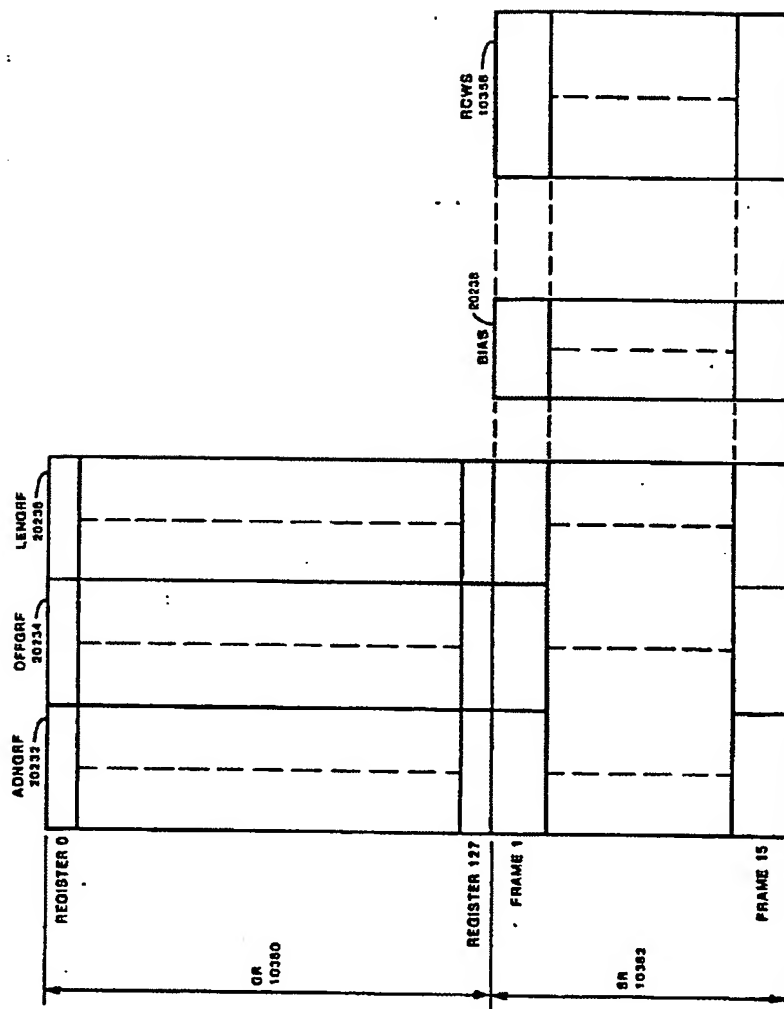 AONGRF
20232
OFFGRF
20234
LENGRF
20236
REGISTER 0
GR
10360
REGISTER 127
BIAS
20238
RCWS
10358
FRAME 1
SR
10362
FRAME 15